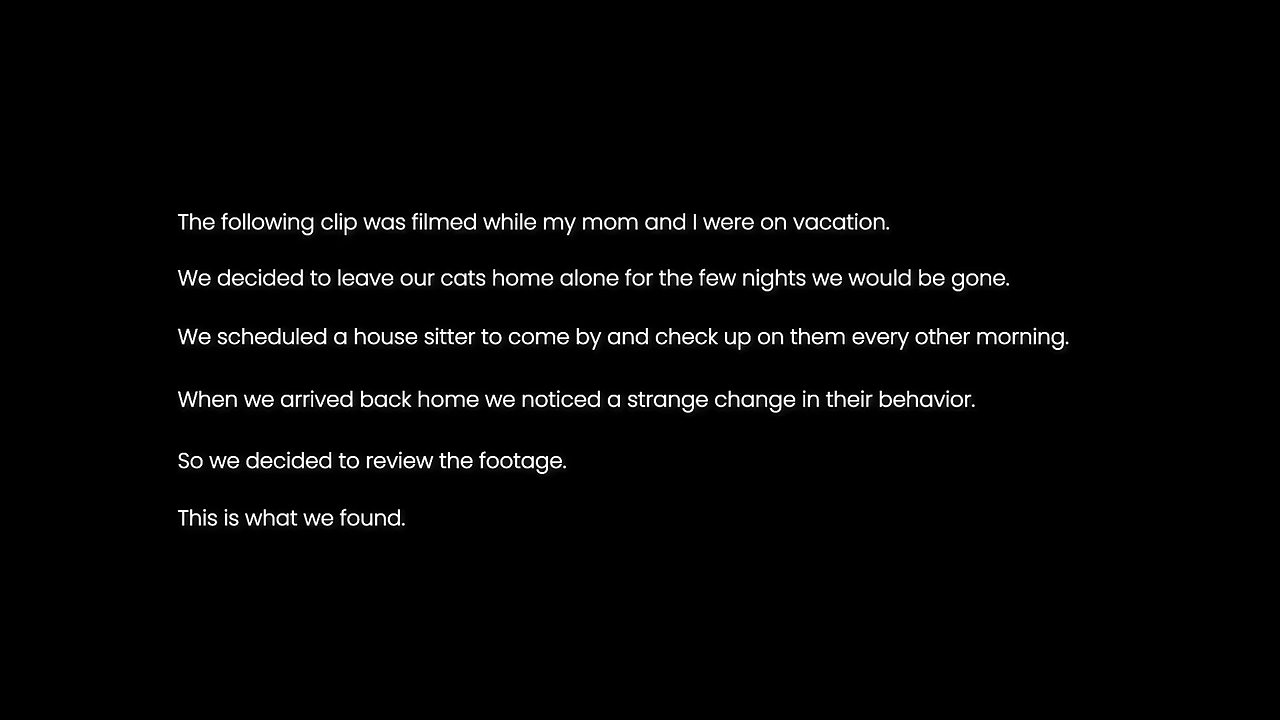 The following clip was filmed while my mom and I were on vacation.
We decided to leave our cats home alone for the few nights we would be gone.
We scheduled a house sitter to come by and check up on them every other morning.
When we arrived back home we noticed a strange change in their behavior.
So we decided to review the footage.
This is what we found.